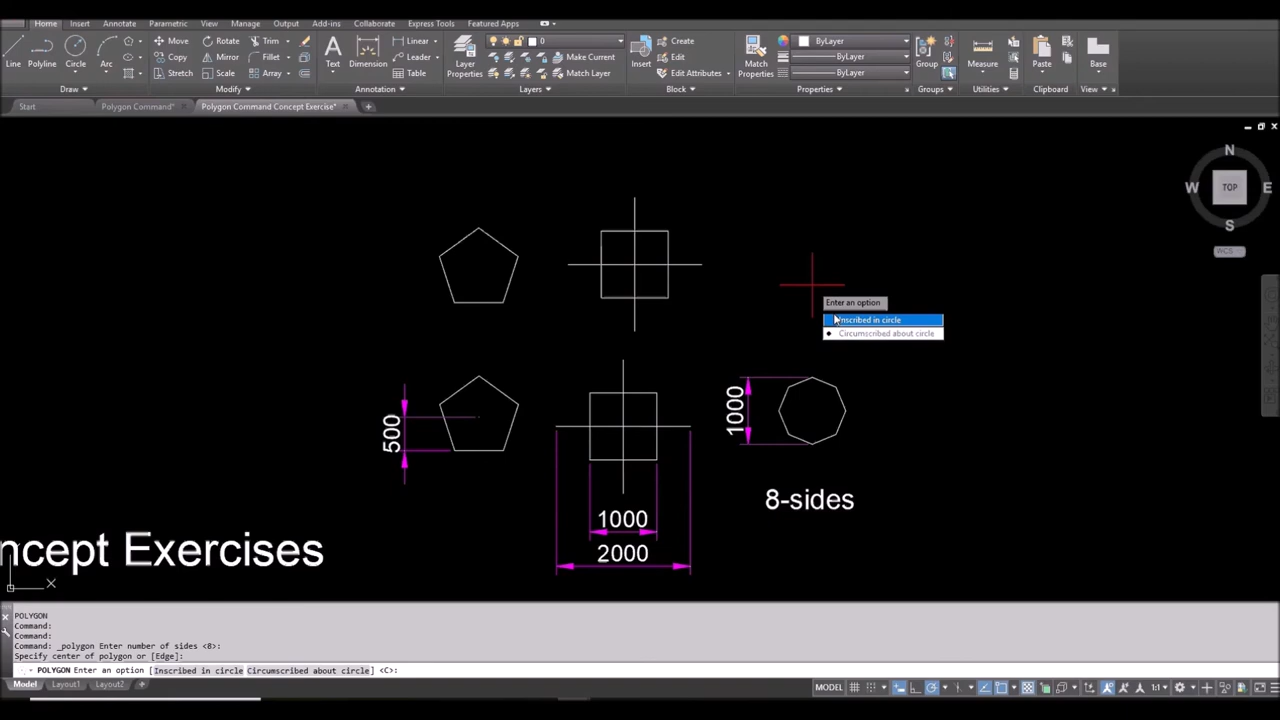 Home Insert Annotate Parametric View Manage Output Add-ins Collaborate Express Tools Featured Apps
Line Polyline Circle Arc
Move Rotate Trim
Copy Mirror Fillet
Stretch Scale Array
Text Dimension
Linear
Leader
Table
Layer Properties
0
Make Current
Match Layer
Insert
Create
Edit
Edit Attributes
Match Properties
ByLayer
ByLayer
ByLayer
Group
Measure
Paste
Base
Draw Modify Annotation Layers Block Properties Groups Utilities Clipboard View
Start Polygon Command* Polygon Command Concept Exercise*
N
W TOP E
S
WCS
Enter an option
Inscribed in circle
Circumscribed about circle
500
1000
8-sides
1000
2000
ncept Exercises
X
POLYGON
Command:
Command:
Command: _polygon Enter number of sides <8>:
Specify center of polygon or [Edge]:
POLYGON Enter an option [Inscribed in circle Circumscribed about circle] <C>:
Model Layout1 Layout2
MODEL 1:1